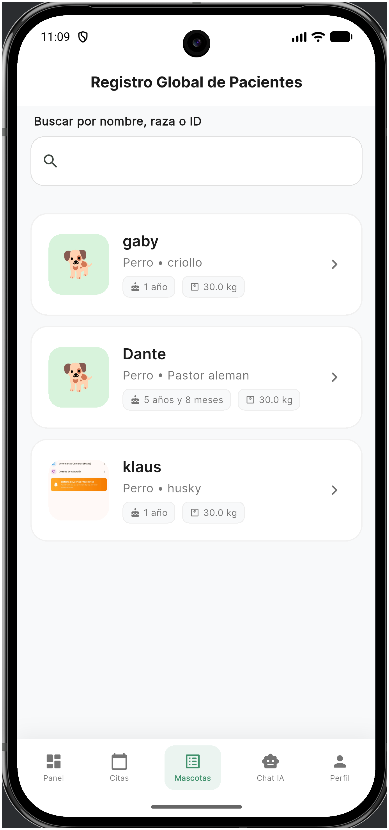 11:09
Registro Global de Pacientes
Buscar por nombre, raza o ID
gaby
Perro • criollo
1 año
30.0 kg
Dante
Perro • Pastor aleman
5 años y 8 meses
30.0 kg
klaus
Perro • husky
1 año
30.0 kg
Panel
Citas
Mascotas
Chat IA
Perfil